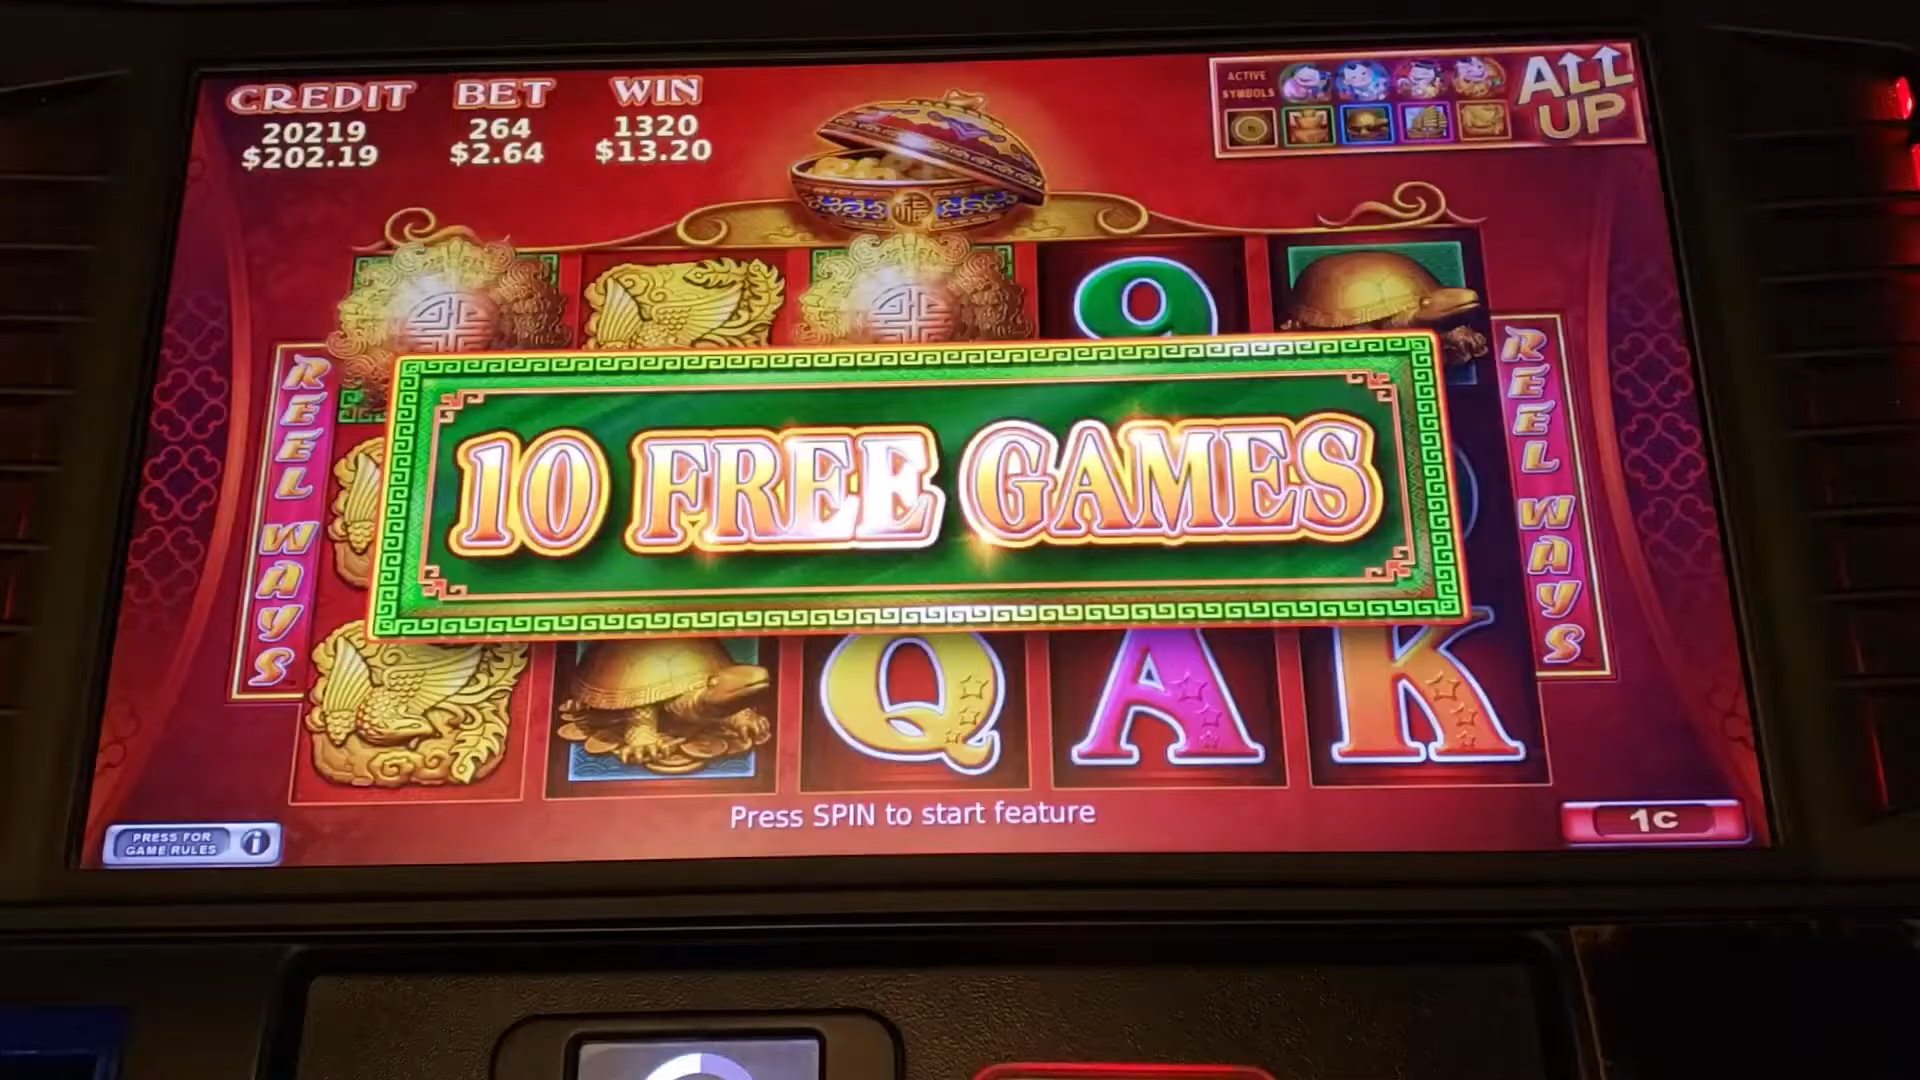 CREDIT BET WIN
20219 264 1320
$202.19 $2.64 $13.20
ACTIVE
SYMBOLS
ALL
UP
9
REEL WAYS
REEL WAYS
10 FREE GAMES
Q A K
Press SPIN to start feature
PRESS FOR
GAME RULES
i
1C